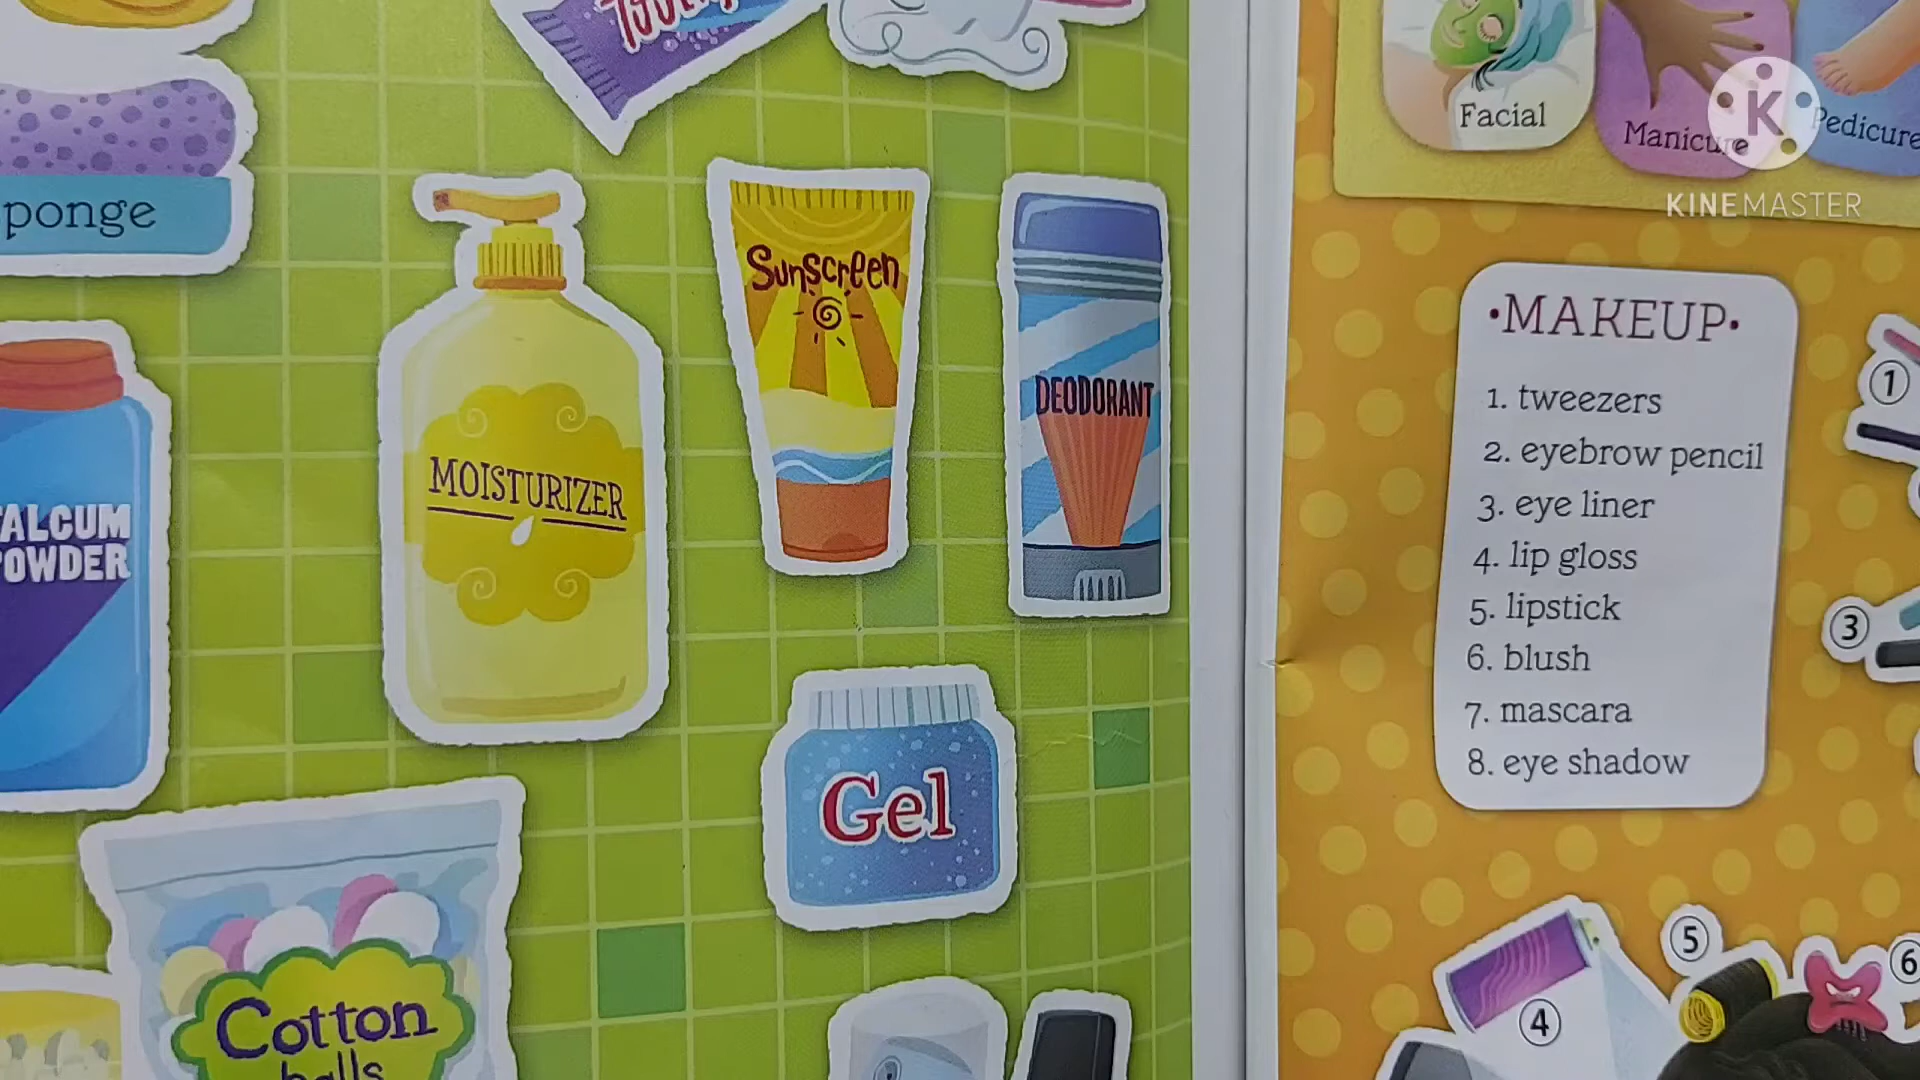 Facial
Manicure
Pedicure
K
KINEMASTER
ponge
Sunscreen
DEODORANT
MOISTURIZER
ALCUM
OWDER
Gel
Cotton
balls
•MAKEUP•
1. tweezers
2. eyebrow pencil
3. eye liner
4. lip gloss
5. lipstick
6. blush
7. mascara
8. eye shadow
1
3
5
6
4